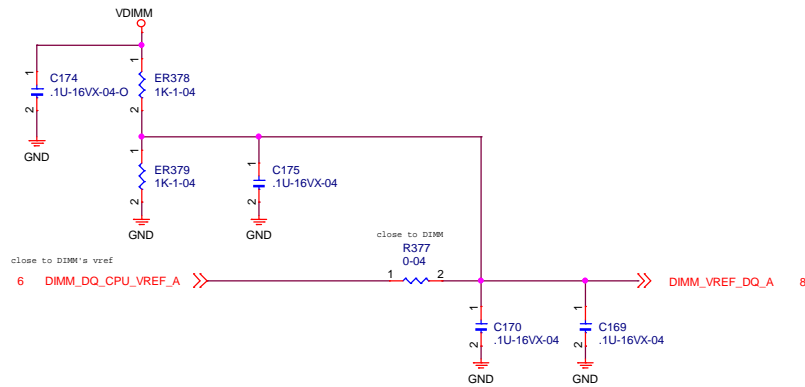 VDIMM
1
C174
.1U-16VX-04-O
2
GND
1
ER378
1K-1-04
2
1
ER379
1K-1-04
2
GND
1
C175
.1U-16VX-04
2
GND
close to DIMM
R377
0-04
1 2
close to DIMM's vref
6 DIMM_DQ_CPU_VREF_A
DIMM_VREF_DQ_A 8
1
C170
.1U-16VX-04
2
GND
1
C169
.1U-16VX-04
2
GND